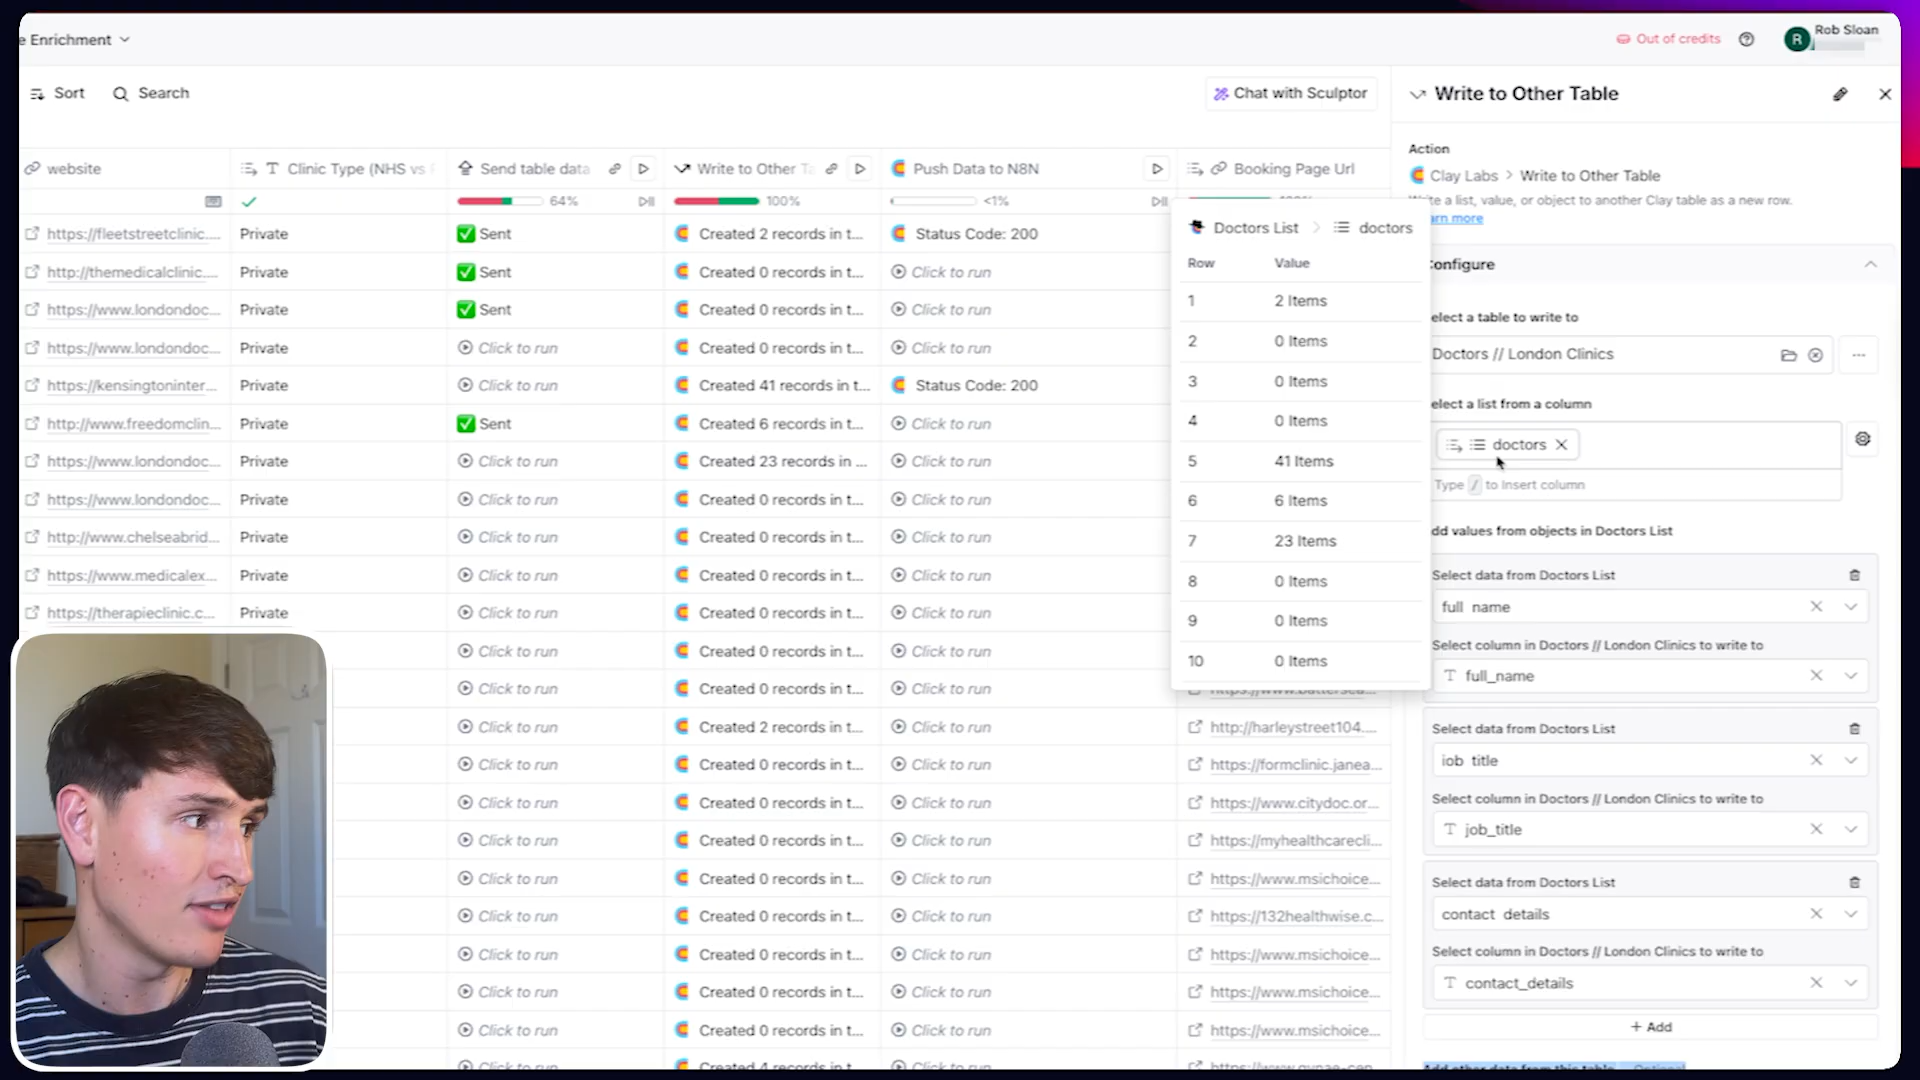 e Enrichment
Out of credits
R
Rob Sloan
Sort
Search
Chat with Sculptor
Write to Other Table
website
Clinic Type (NHS vs
Send table data
Write to Other Ta
Push Data to N8N
Booking Page Url
64%
100%
<1%
https://fleetstreetclinic....
Private
Sent
Created 2 records in t...
Status Code: 200
http://themedicalclinic....
Private
Sent
Created 0 records in t...
Click to run
https://www.londondoc...
Private
Sent
Created 0 records in t...
Click to run
https://www.londondoc...
Private
Click to run
Created 0 records in t...
Click to run
https://kensingtoninter...
Private
Click to run
Created 41 records in t...
Status Code: 200
http://www.freedomclin...
Private
Sent
Created 6 records in t...
Click to run
https://www.londondoc...
Private
Click to run
Created 23 records in ...
Click to run
https://www.londondoc...
Private
Click to run
Created 0 records in t...
Click to run
http://www.chelseabrid...
Private
Click to run
Created 0 records in t...
Click to run
https://www.medicalex...
Private
Click to run
Created 0 records in t...
Click to run
https://therapieclinic.c...
Private
Click to run
Created 0 records in t...
Click to run
Click to run
Created 0 records in t...
Click to run
Click to run
Created 0 records in t...
Click to run
Click to run
Created 2 records in t...
Click to run
http://harleystreet104....
Click to run
Created 0 records in t...
Click to run
https://formclinic.janea...
Click to run
Created 0 records in t...
Click to run
https://www.citydoc.or...
Click to run
Created 0 records in t...
Click to run
https://myhealthcarecli...
Click to run
Created 0 records in t...
Click to run
https://www.msichoice...
Click to run
Created 0 records in t...
Click to run
https://132healthwise.c...
Click to run
Created 0 records in t...
Click to run
https://www.msichoice...
Click to run
Created 0 records in t...
Click to run
https://www.msichoice...
Click to run
Created 0 records in t...
Click to run
https://www.msichoice...
Click to run
Created 4 records in t...
Click to run
Doctors List > doctors
Row Value
1 2 Items
2 0 Items
3 0 Items
4 0 Items
5 41 Items
6 6 Items
7 23 Items
8 0 Items
9 0 Items
10 0 Items
Action
Clay Labs > Write to Other Table
Write a list, value, or object to another Clay table as a new row.
arn more
onfigure
elect a table to write to
Doctors // London Clinics
elect a list from a column
doctors
Type / to insert column
dd values from objects in Doctors List
Select data from Doctors List
full name
Select column in Doctors // London Clinics to write to
full_name
Select data from Doctors List
job title
Select column in Doctors // London Clinics to write to
job_title
Select data from Doctors List
contact details
Select column in Doctors // London Clinics to write to
contact_details
+ Add
Add other data from this table
Optional